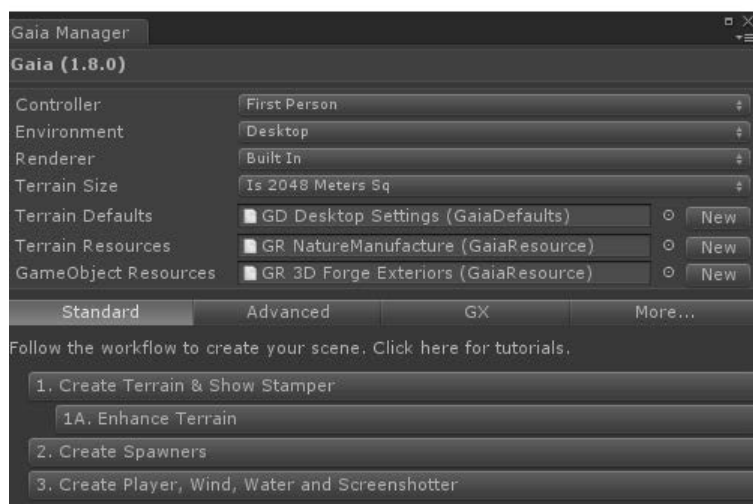 Gaia Manager
Gaia (1.8.0)
Controller First Person
Environment Desktop
Renderer Built In
Terrain Size Is 2048 Meters Sq
Terrain Defaults GD Desktop Settings (GaiaDefaults) New
Terrain Resources GR NatureManufacture (GaiaResource) New
GameObject Resources GR 3D Forge Exteriors (GaiaResource) New
Standard Advanced GX More...
Follow the workflow to create your scene. Click here for tutorials.
1. Create Terrain & Show Stamper
1A. Enhance Terrain
2. Create Spawners
3. Create Player, Wind, Water and Screenshotter